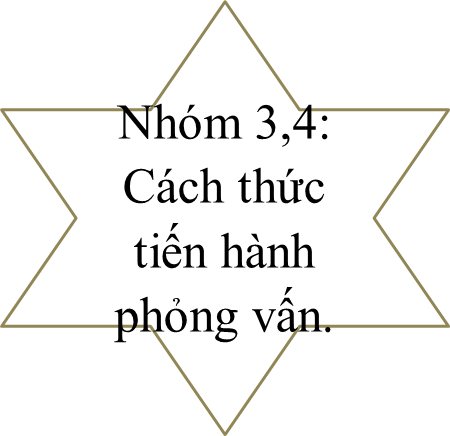 Nhóm 3,4:
Cách thức
tiến hành
phỏng vấn.